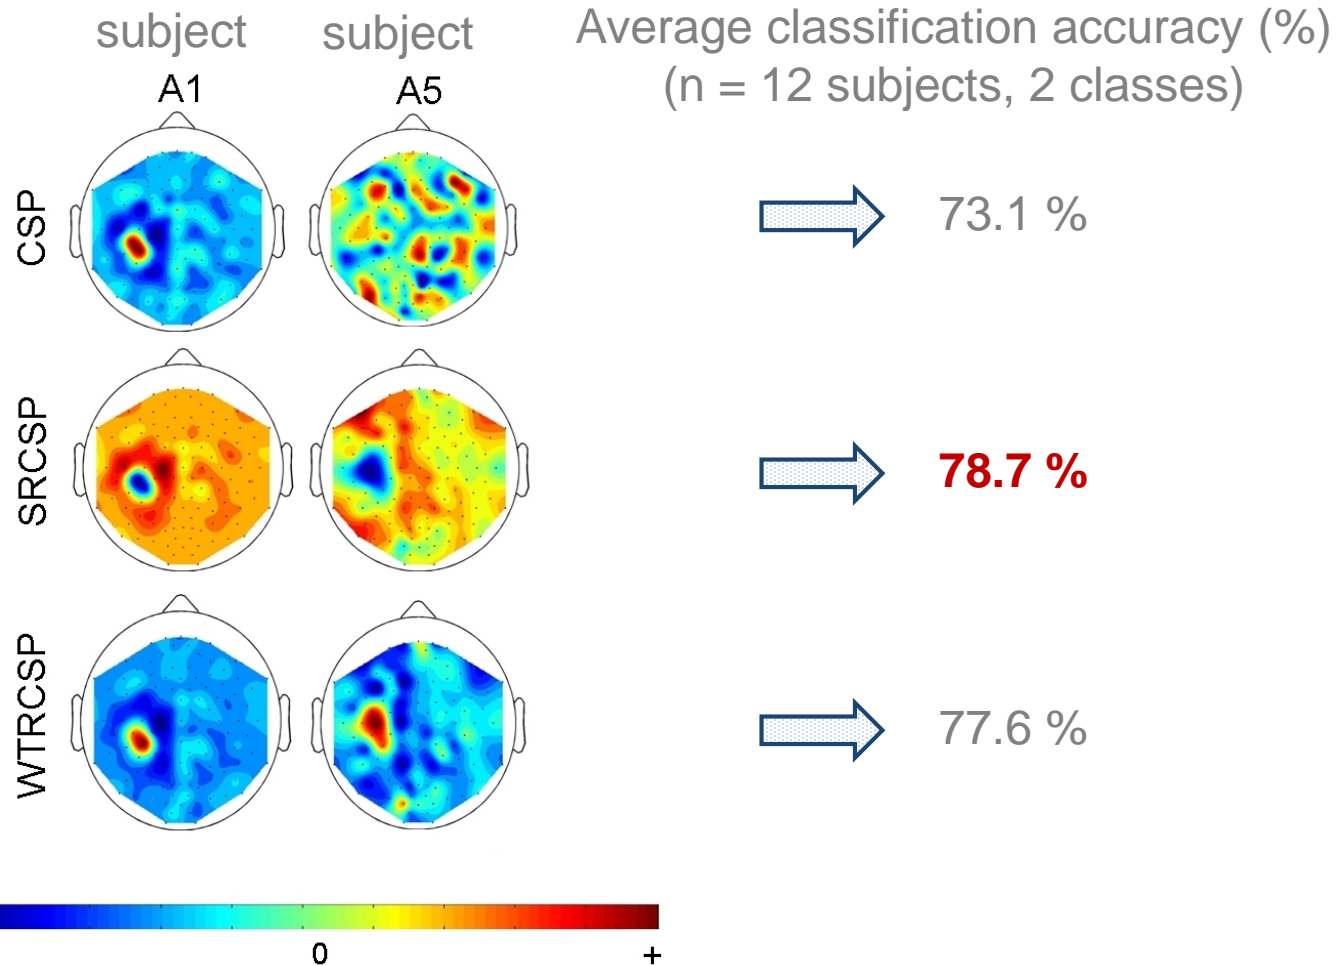 subject subject Average classification accuracy (%)
A1 A5 (n = 12 subjects, 2 classes)
CSP 73.1 %
SRCSP 78.7 %
WTRCSP 77.6 %
0 +